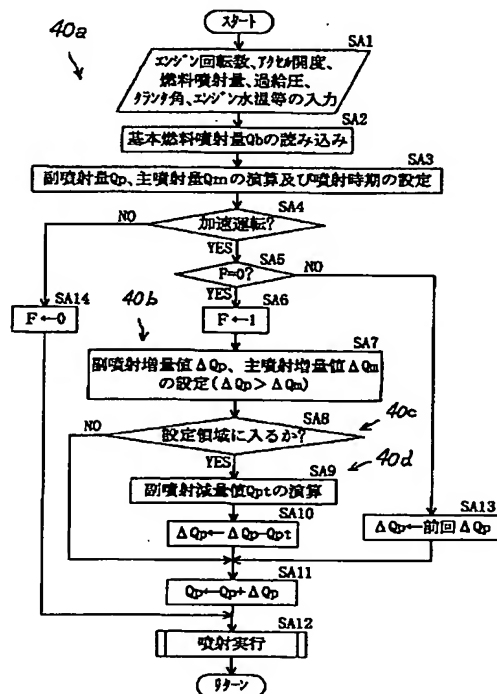 40a
スタート
SA1
エンジン回転数、アクセル開度、
燃料噴射量、過給圧、
クランク角、エンジン水温等の入力
SA2
基本燃料噴射量Qbの読み込み
SA3
副噴射量Qp、主噴射量Qmの演算及び噴射時期の設定
SA4
NO
加速運転?
YES
SA5
F=0?
NO
YES
SA14
F←0
40b
SA6
F←1
SA7
副噴射増量値ΔQp、主噴射増量値ΔQm
の設定(ΔQp>ΔQm)
SA8
40c
NO
設定領域に入るか?
YES
40d
SA9
副噴射減量値Qptの演算
SA10
ΔQp←ΔQp-Qpt
SA13
ΔQp←前回ΔQp
SA11
Qp←Qp+ΔQp
SA12
噴射実行
リターン